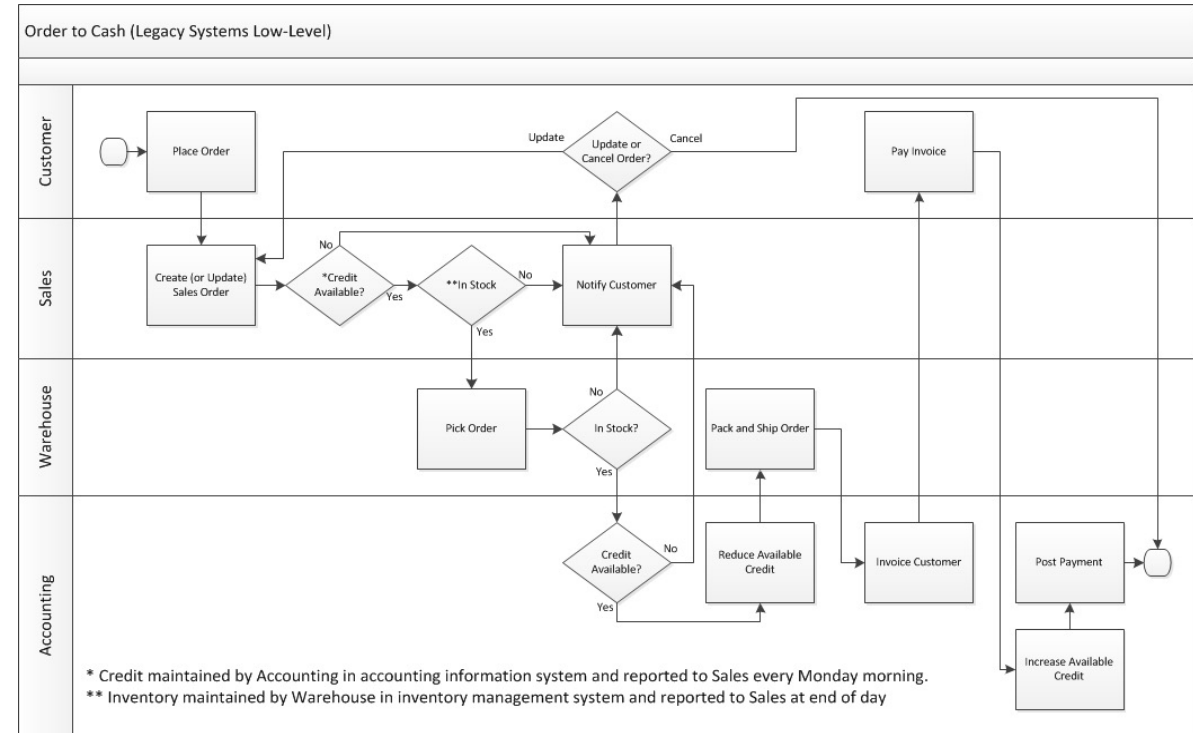 Order to Cash (Legacy Systems Low-Level)
Customer
Place Order
Update
Update or
Cancel Order?
Cancel
Pay Invoice
Sales
Create (or Update)
Sales Order
No
*Credit
Available?
Yes
**In Stock
No
Yes
Notify Customer
Warehouse
Pick Order
No
In Stock?
Yes
Pack and Ship Order
Accounting
Credit
Available?
No
Yes
Reduce Available
Credit
Invoice Customer
Post Payment
Increase Available
Credit
* Credit maintained by Accounting in accounting information system and reported to Sales every Monday morning.
** Inventory maintained by Warehouse in inventory management system and reported to Sales at end of day